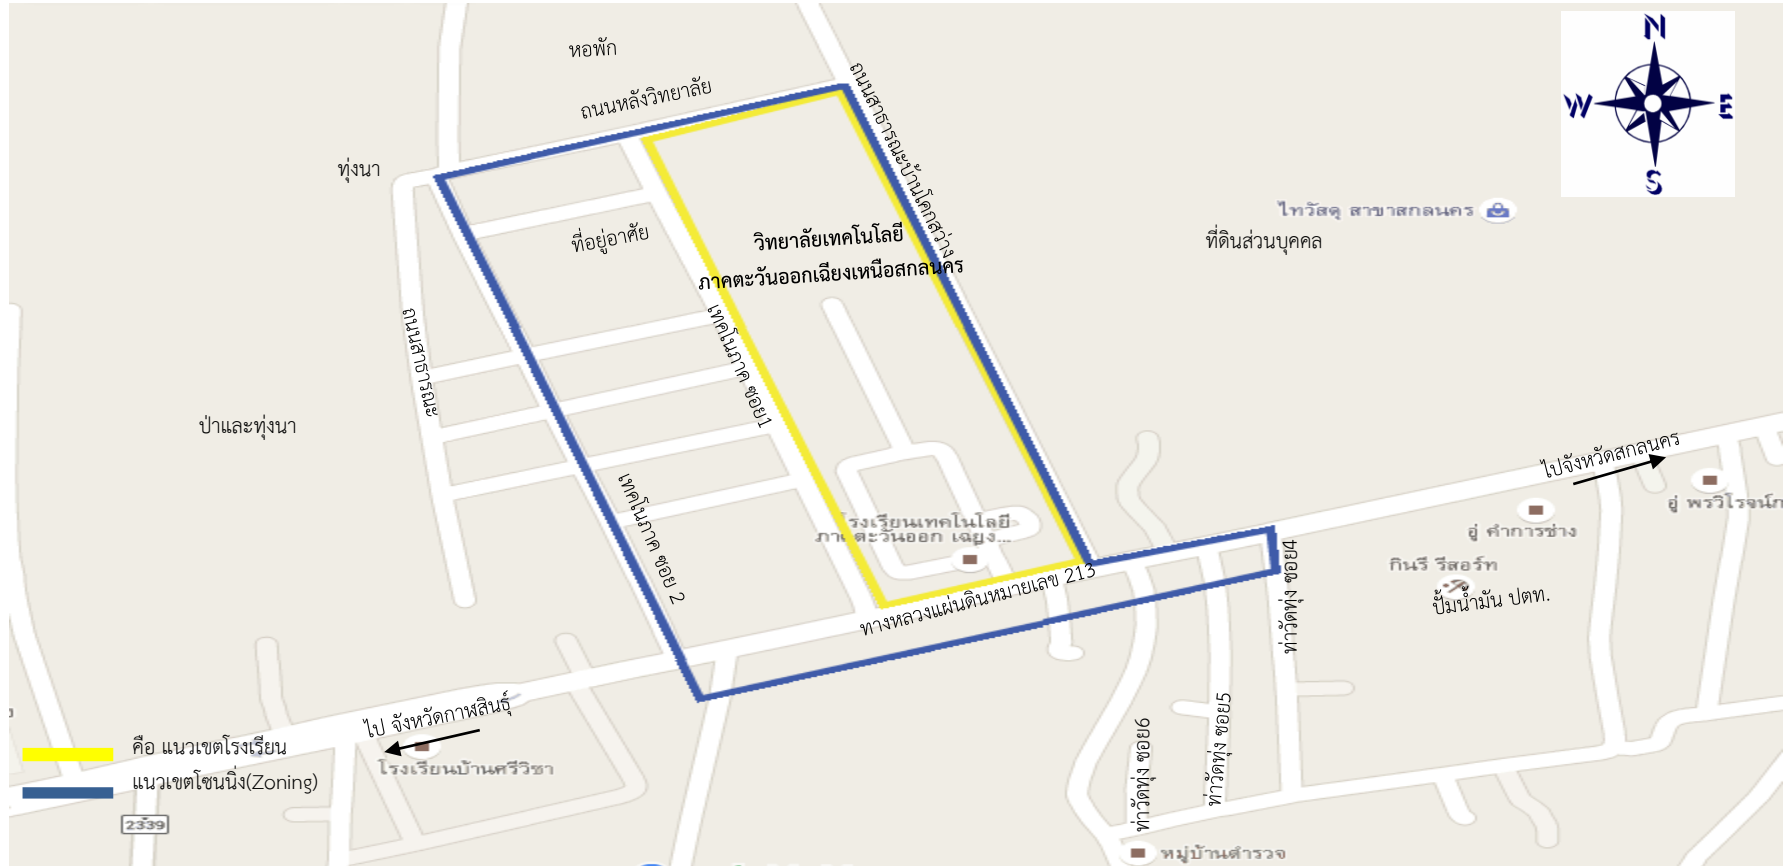 หอพัก
ถนนหลังวิทยาลัย
ถนนสาธารณะบ้านโคกสว่าง
N
W
E
S
ทุ่งนา
ไทวัสดุ สาขาสกลนคร
ที่ดินส่วนบุคคล
ที่อยู่อาศัย
วิทยาลัยเทคโนโลยี
ภาคตะวันออกเฉียงเหนือสกลนคร
ถนนสาธารณะ
เทคโนภาค ซอย1
ป่าและทุ่งนา
เทคโนภาค ซอย 2
ไปจังหวัดสกลนคร
อู่ พรวิโรจน์ก
อู่ คำการช่าง
โรงเรียนเทคโนโลยี
ภาคตะวันออก เฉียง...
กินรี รีสอร์ท
ปั้มน้ำมัน ปตท.
ทางหลวงแผ่นดินหมายเลข 213
ท่าวัดทุ่ง ซอย4
ท่าวัดทุ่ง ซอย5
ท่าวัดทุ่ง ซอย6
ไป จังหวัดกาฬสินธุ์
โรงเรียนบ้านศรีวิชา
คือ แนวเขตโรงเรียน
แนวเขตโซนนิ่ง(Zoning)
2339
หมู่บ้านตำรวจ